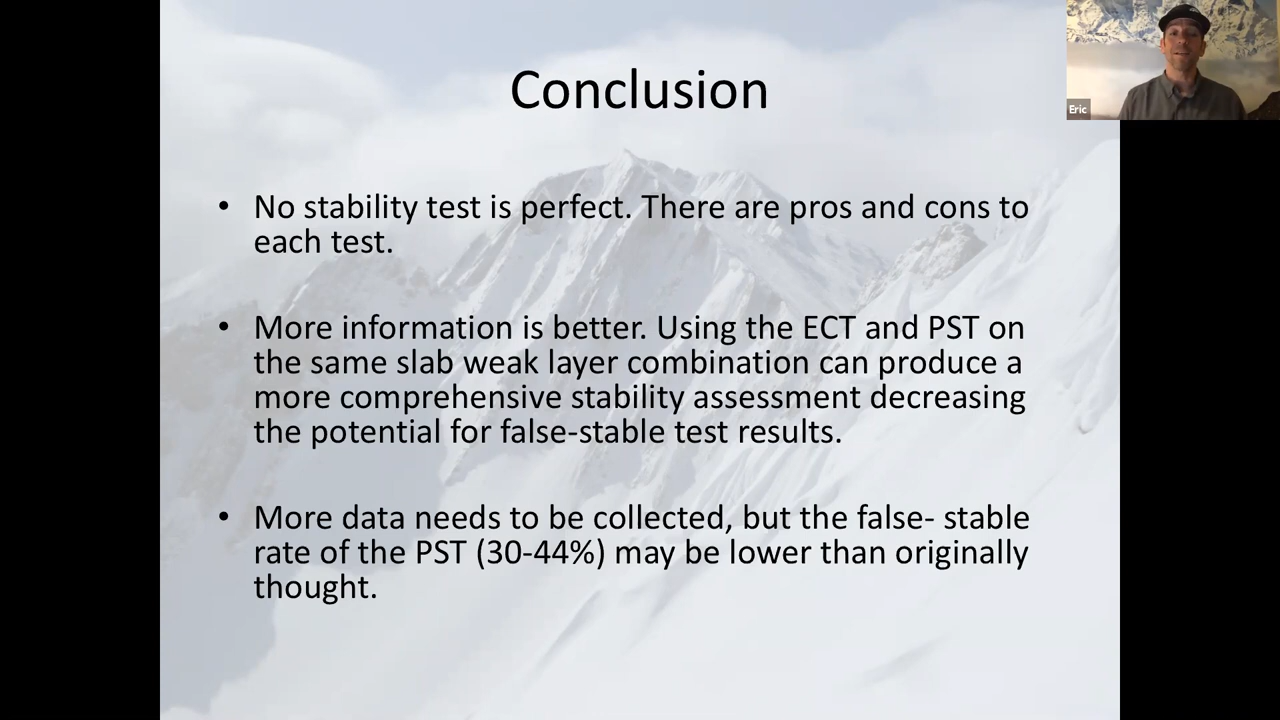 Conclusion
Eric
• No stability test is perfect. There are pros and cons to
each test.
• More information is better. Using the ECT and PST on
the same slab weak layer combination can produce a
more comprehensive stability assessment decreasing
the potential for false-stable test results.
• More data needs to be collected, but the false- stable
rate of the PST (30-44%) may be lower than originally
thought.